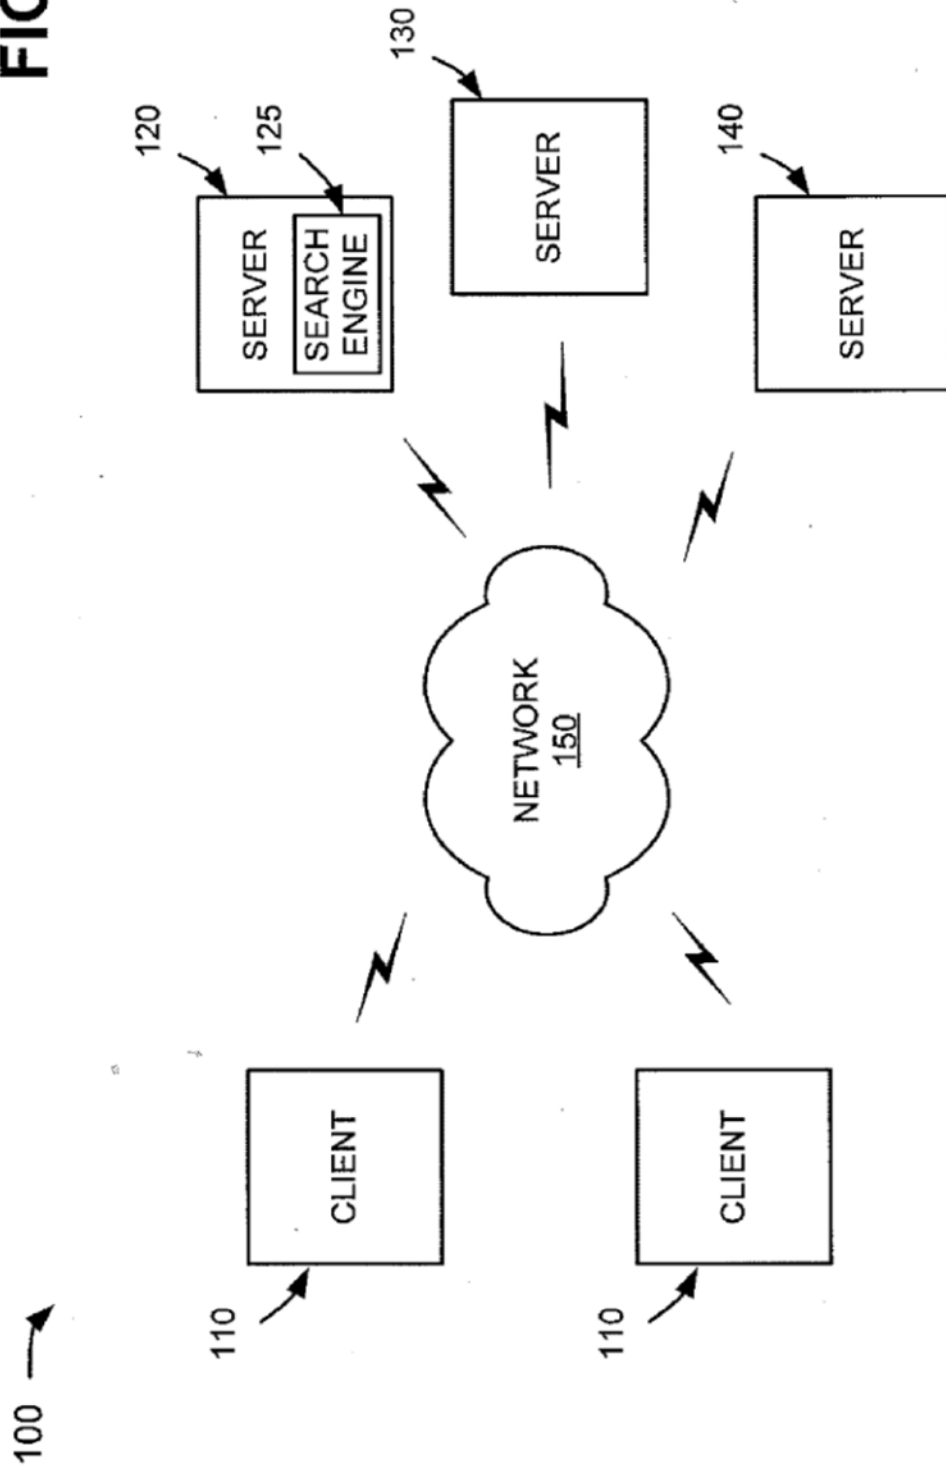 FIG
100
110
CLIENT
110
CLIENT
NETWORK
150
120
SERVER
125
SEARCH
ENGINE
130
SERVER
140
SERVER